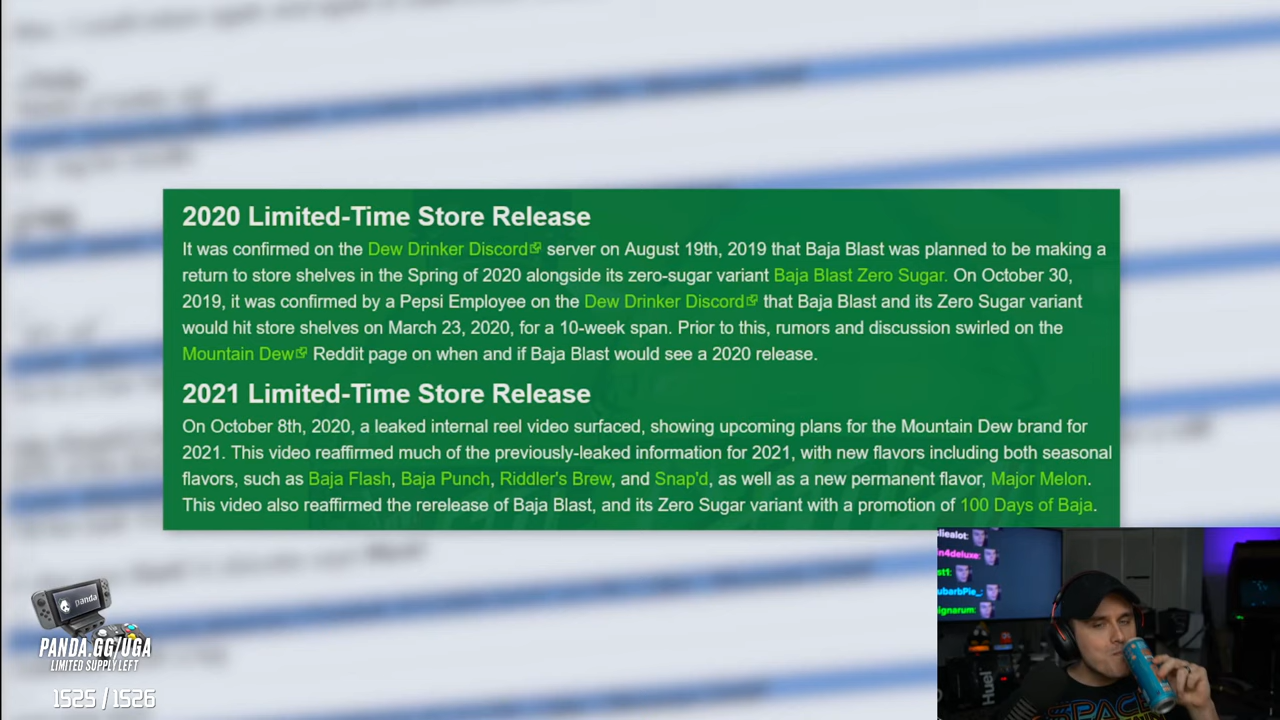 2020 Limited-Time Store Release
It was confirmed on the Dew Drinker Discord server on August 19th, 2019 that Baja Blast was planned to be making a
return to store shelves in the Spring of 2020 alongside its zero-sugar variant Baja Blast Zero Sugar. On October 30,
2019, it was confirmed by a Pepsi Employee on the Dew Drinker Discord that Baja Blast and its Zero Sugar variant
would hit store shelves on March 23, 2020, for a 10-week span. Prior to this, rumors and discussion swirled on the
Mountain Dew Reddit page on when and if Baja Blast would see a 2020 release.
2021 Limited-Time Store Release
On October 8th, 2020, a leaked internal reel video surfaced, showing upcoming plans for the Mountain Dew brand for
2021. This video reaffirmed much of the previously-leaked information for 2021, with new flavors including both seasonal
flavors, such as Baja Flash, Baja Punch, Riddler's Brew, and Snap'd, as well as a new permanent flavor, Major Melon.
This video also reaffirmed the rerelease of Baja Blast, and its Zero Sugar variant with a promotion of 100 Days of Baja.
in4deluxe:
st1:
ubarbPie_:
ignarum:
Huel
panda
PANDA.GG/UGA
LIMITED SUPPLY LEFT
1525 / 1526